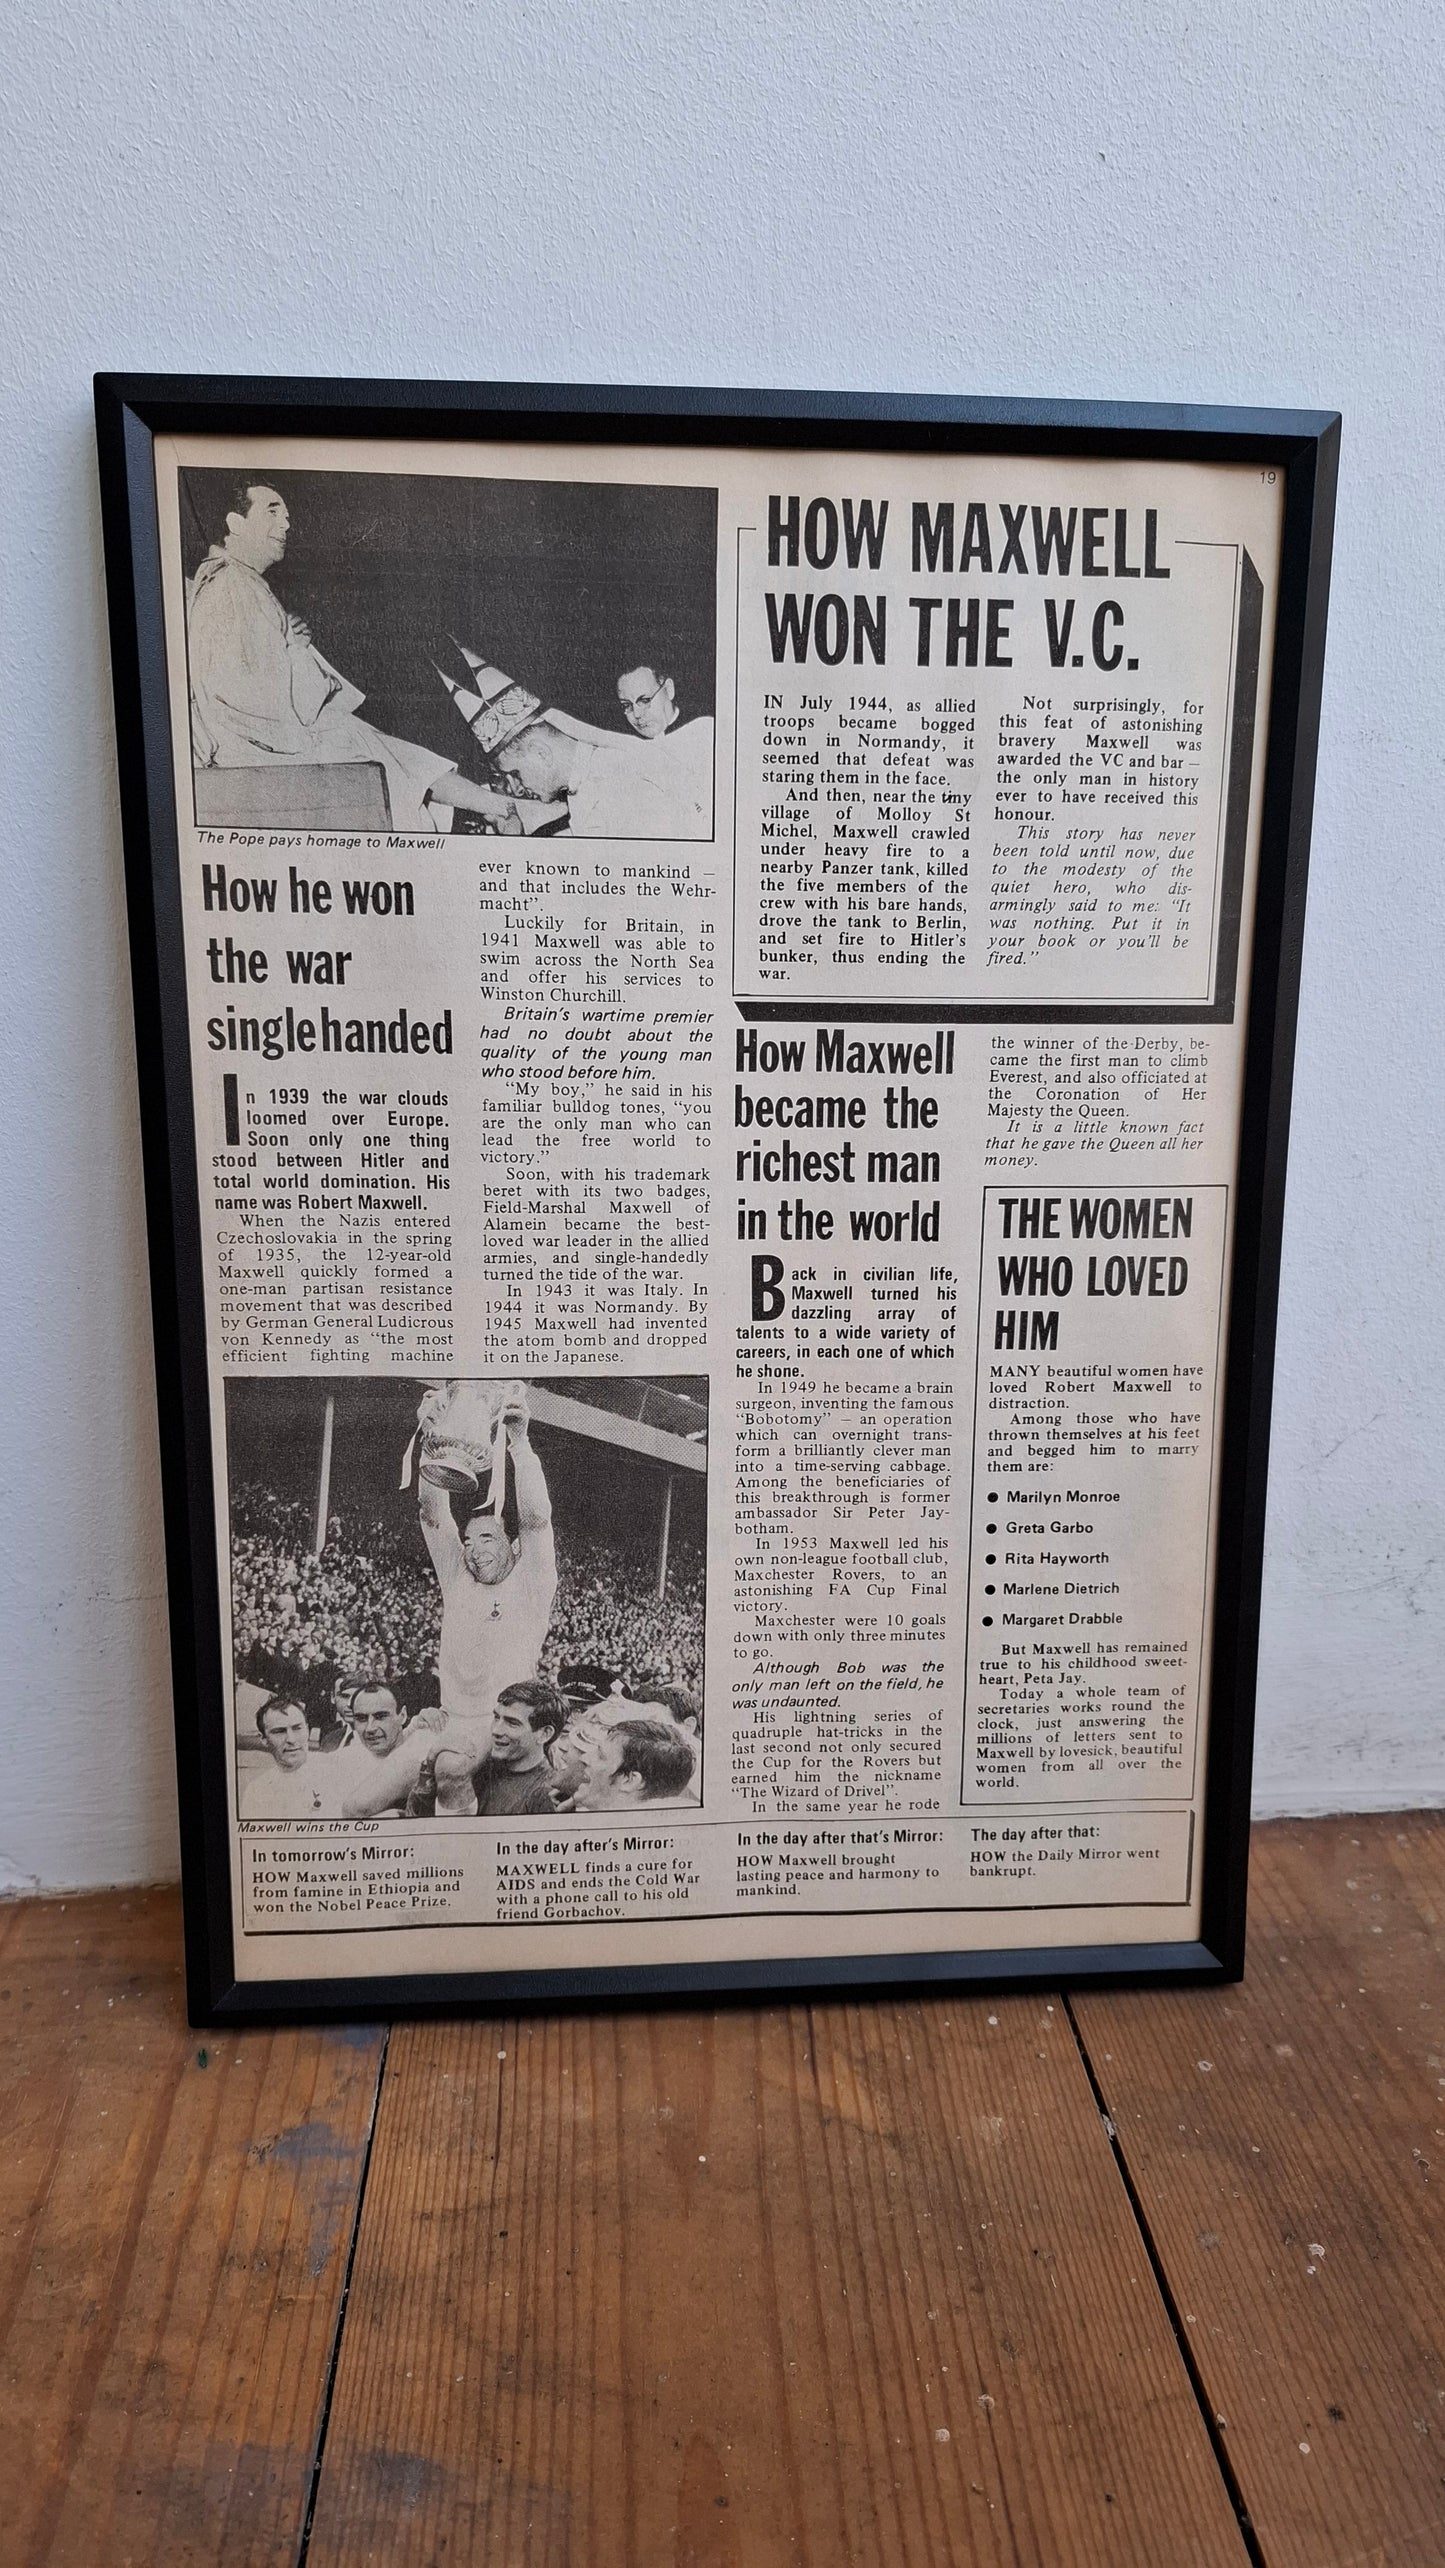 19
The Pope pays homage to Maxwell
How he won
the war
singlehanded
In 1939 the war clouds
loomed over Europe.
Soon only one thing
stood between Hitler and
total world domination. His
name was Robert Maxwell.
When the Nazis entered
Czechoslovakia in the spring
of 1935, the 12-year-old
Maxwell quickly formed a
one-man partisan resistance
movement that was described
by German General Ludicrous
von Kennedy as “the most
efficient fighting machine
ever known to mankind —
and that includes the Wehr-
macht”.
Luckily for Britain, in
1941 Maxwell was able to
swim across the North Sea
and offer his services to
Winston Churchill.
Britain's wartime premier
had no doubt about the
quality of the young man
who stood before him.
“My boy,” he said in his
familiar bulldog tones, “you
are the only man who can
lead the free world to
victory.”
Soon, with his trademark
beret with its two badges,
Field-Marshal Maxwell of
Alamein became the best-
loved war leader in the allied
armies, and single-handedly
turned the tide of the war.
In 1943 it was Italy. In
1944 it was Normandy. By
1945 Maxwell had invented
the atom bomb and dropped
it on the Japanese.
Maxwell wins the Cup
HOW MAXWELL
WON THE V.C.
IN July 1944, as allied
troops became bogged
down in Normandy, it
seemed that defeat was
staring them in the face.
And then, near the tiny
village of Molloy St
Michel, Maxwell crawled
under heavy fire to a
nearby Panzer tank, killed
the five members of the
crew with his bare hands,
drove the tank to Berlin,
and set fire to Hitler's
bunker, thus ending the
war.
Not surprisingly, for
this feat of astonishing
bravery Maxwell was
awarded the VC and bar —
the only man in history
ever to have received this
honour.
This story has never
been told until now, due
to the modesty of the
quiet hero, who dis-
armingly said to me: “It
was nothing. Put it in
your book or you'll be
fired.”
How Maxwell
became the
richest man
in the world
Back in civilian life,
Maxwell turned his
dazzling array of
talents to a wide variety of
careers, in each one of which
he shone.
In 1949 he became a brain
surgeon, inventing the famous
“Bobotomy” — an operation
which can overnight trans-
form a brilliantly clever man
into a time-serving cabbage.
Among the beneficiaries of
this breakthrough is former
ambassador Sir Peter Jay-
botham.
In 1953 Maxwell led his
own non-league football club,
Maxchester Rovers, to an
astonishing FA Cup Final
victory.
Maxchester were 10 goals
down with only three minutes
to go.
Although Bob was the
only man left on the field, he
was undaunted.
His lightning series of
quadruple hat-tricks in the
last second not only secured
the Cup for the Rovers but
earned him the nickname
“The Wizard of Drivel”.
In the same year he rode
the winner of the Derby, be-
came the first man to climb
Everest, and also officiated at
the Coronation of Her
Majesty the Queen.
It is a little known fact
that he gave the Queen all her
money.
THE WOMEN
WHO LOVED
HIM
MANY beautiful women have
loved Robert Maxwell to
distraction.
Among those who have
thrown themselves at his feet
and begged him to marry
them are:
● Marilyn Monroe
● Greta Garbo
● Rita Hayworth
● Marlene Dietrich
● Margaret Drabble
But Maxwell has remained
true to his childhood sweet-
heart, Peta Jay.
Today a whole team of
secretaries works round the
clock, just answering the
millions of letters sent to
Maxwell by lovesick, beautiful
women from all over the
world.
In tomorrow's Mirror:
HOW Maxwell saved millions
from famine in Ethiopia and
won the Nobel Peace Prize.
In the day after's Mirror:
MAXWELL finds a cure for
AIDS and ends the Cold War
with a phone call to his old
friend Gorbachov.
In the day after that's Mirror:
HOW Maxwell brought
lasting peace and harmony to
mankind.
The day after that:
HOW the Daily Mirror went
bankrupt.